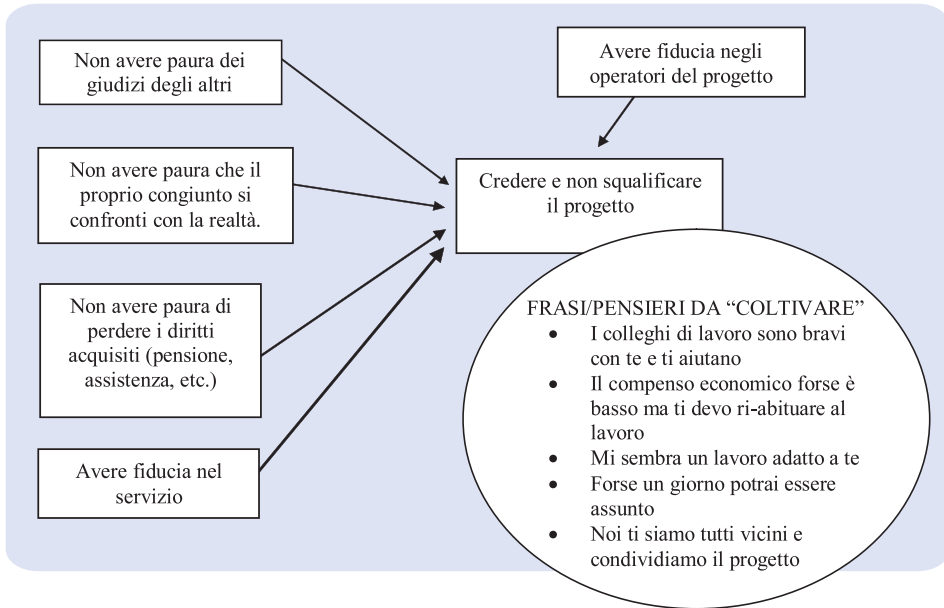 Non avere paura dei
giudizi degli altri
Avere fiducia negli
operatori del progetto
Non avere paura che il
proprio congiunto si
confronti con la realtà.
Credere e non squalificare
il progetto
Non avere paura di
perdere i diritti
acquisiti (pensione,
assistenza, etc.)
Avere fiducia nel
servizio
FRASI/PENSIERI DA “COLTIVARE”
• I colleghi di lavoro sono bravi
con te e ti aiutano
• Il compenso economico forse è
basso ma ti devo ri-abituare al
lavoro
• Mi sembra un lavoro adatto a te
• Forse un giorno potrai essere
assunto
• Noi ti siamo tutti vicini e
condividiamo il progetto